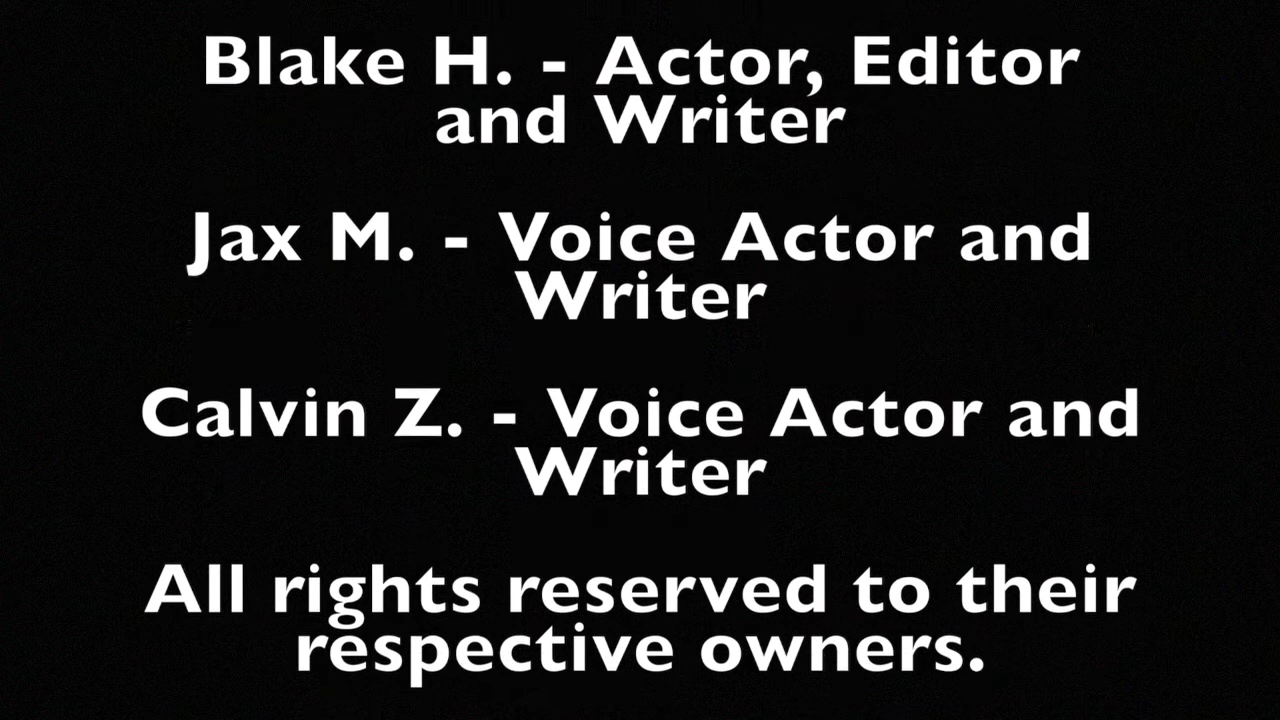 Blake H. - Actor, Editor
and Writer
Jax M. - Voice Actor and
Writer
Calvin Z. - Voice Actor and
Writer
All rights reserved to their
respective owners.